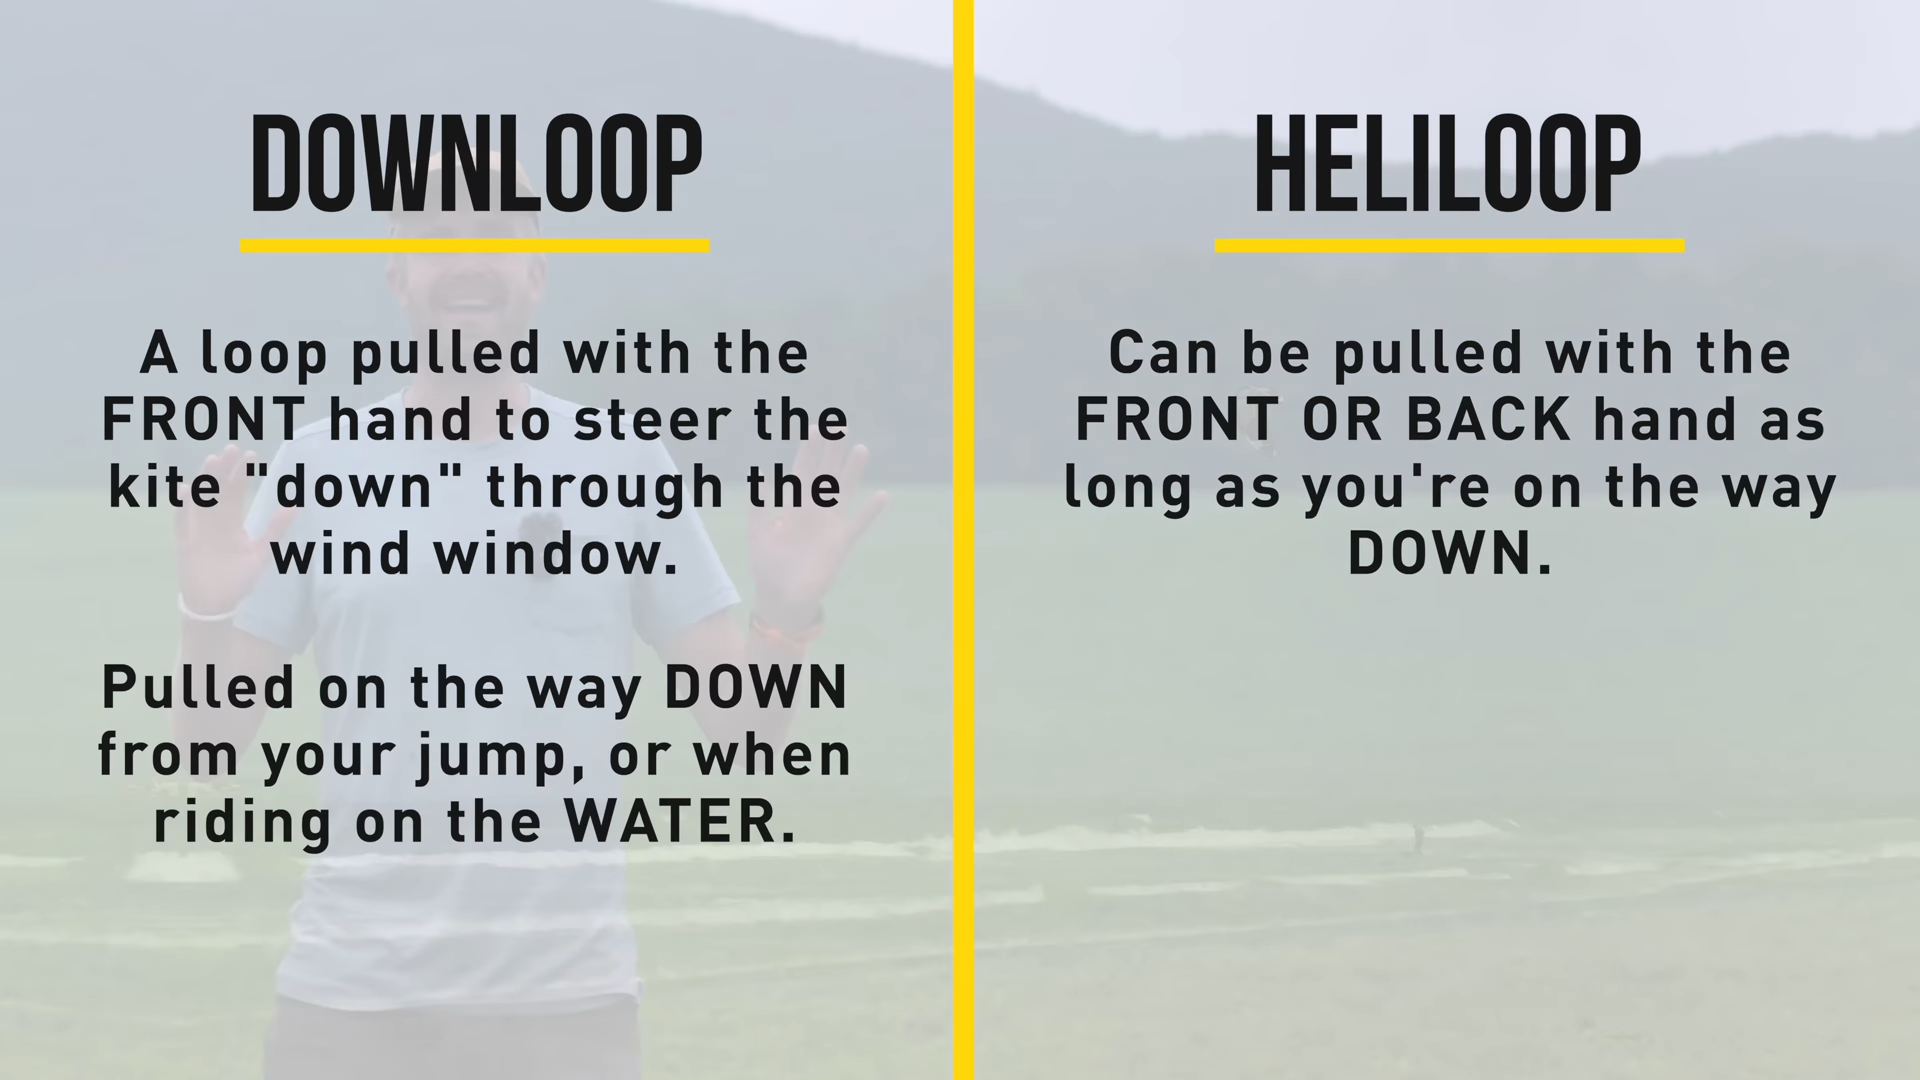 DOWNLOOP
A loop pulled with the
FRONT hand to steer the
kite "down" through the
wind window.
Pulled on the way DOWN
from your jump, or when
riding on the WATER.
HELILOOP
Can be pulled with the
FRONT OR BACK hand as
long as you're on the way
DOWN.